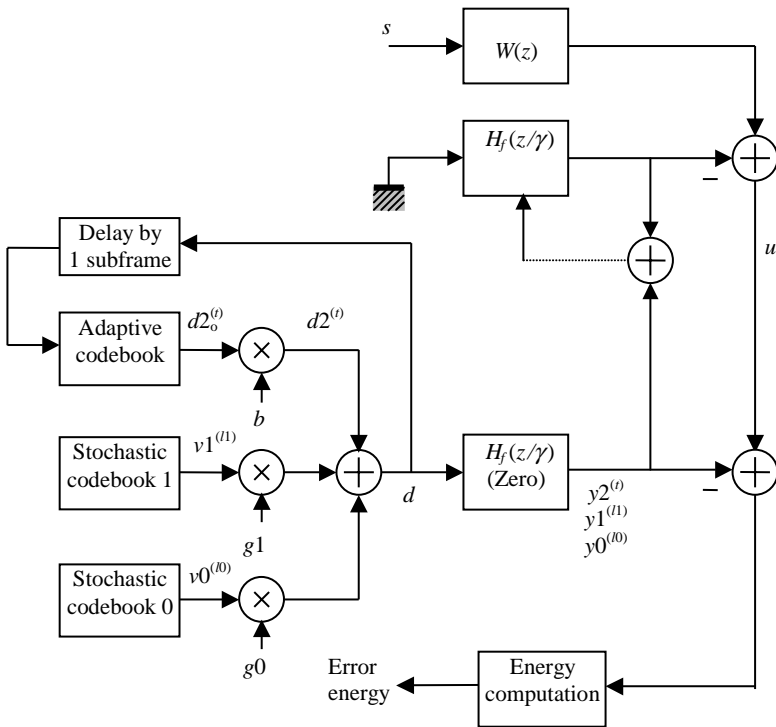 s
W(z)
H_f(z/γ)
−
u
Delay by
1 subframe
Adaptive
codebook
d2_o^(t)
×
d2^(t)
b
+
Stochastic
codebook 1
v1^(l1)
×
g1
+
d
H_f(z/γ)
(Zero)
y2^(t)
y1^(l1)
y0^(l0)
−
+
Stochastic
codebook 0
v0^(l0)
×
g0
Error
energy
Energy
computation